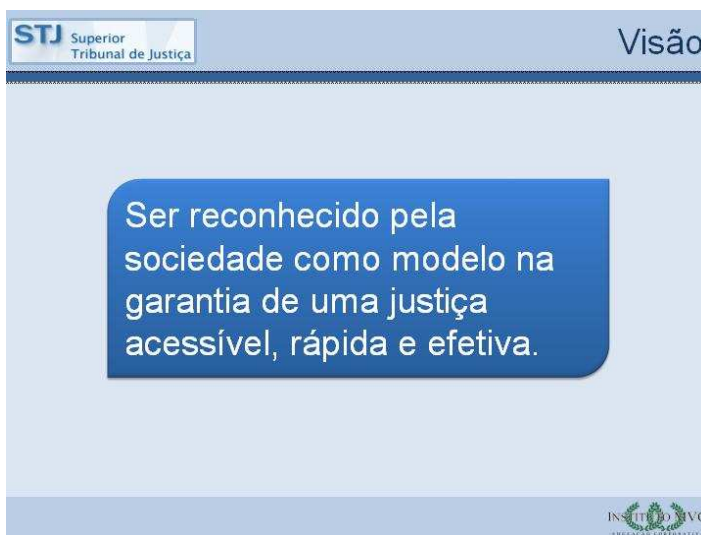 STJ Superior
Tribunal de Justiça
Visão
Ser reconhecido pela
sociedade como modelo na
garantia de uma justiça
acessível, rápida e efetiva.